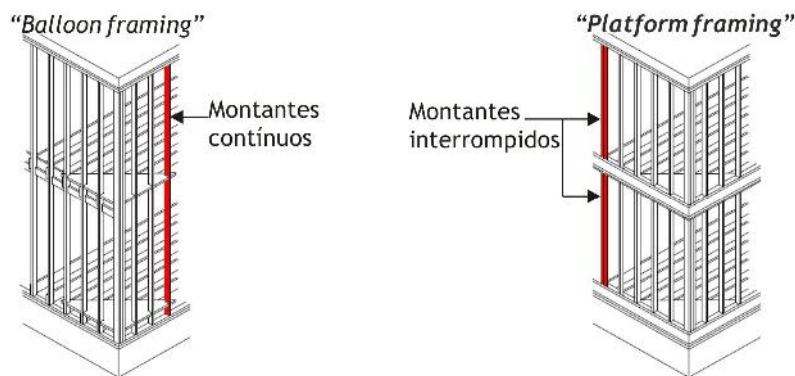 “Balloon framing”
“Platform framing”
Montantes
contínuos
Montantes
interrompidos